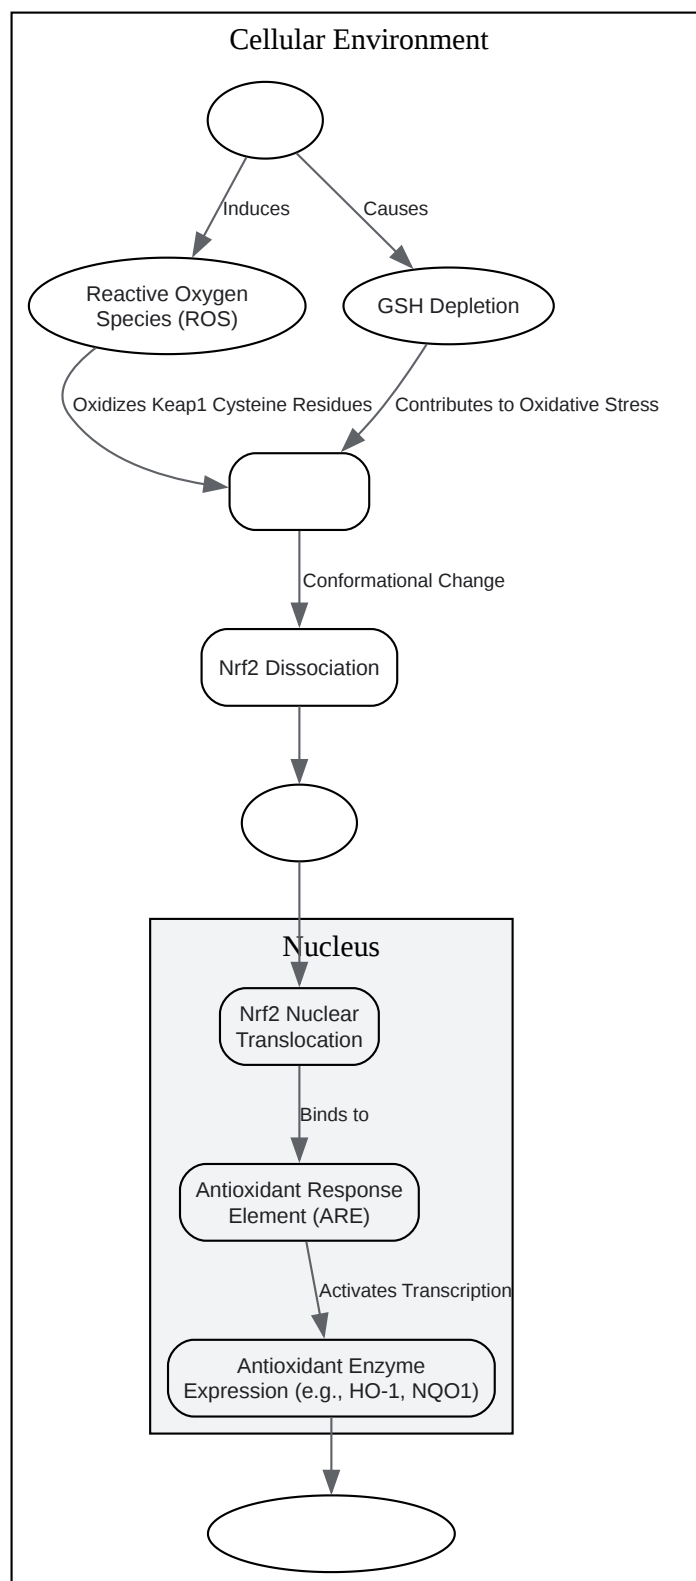 Cellular Environment
Induces
Causes
Reactive Oxygen
Species (ROS)
GSH Depletion
Oxidizes Keap1 Cysteine Residues
Contributes to Oxidative Stress
Conformational Change
Nrf2 Dissociation
Nucleus
Nrf2 Nuclear
Translocation
Binds to
Antioxidant Response
Element (ARE)
Activates Transcription
Antioxidant Enzyme
Expression (e.g., HO-1, NQO1)